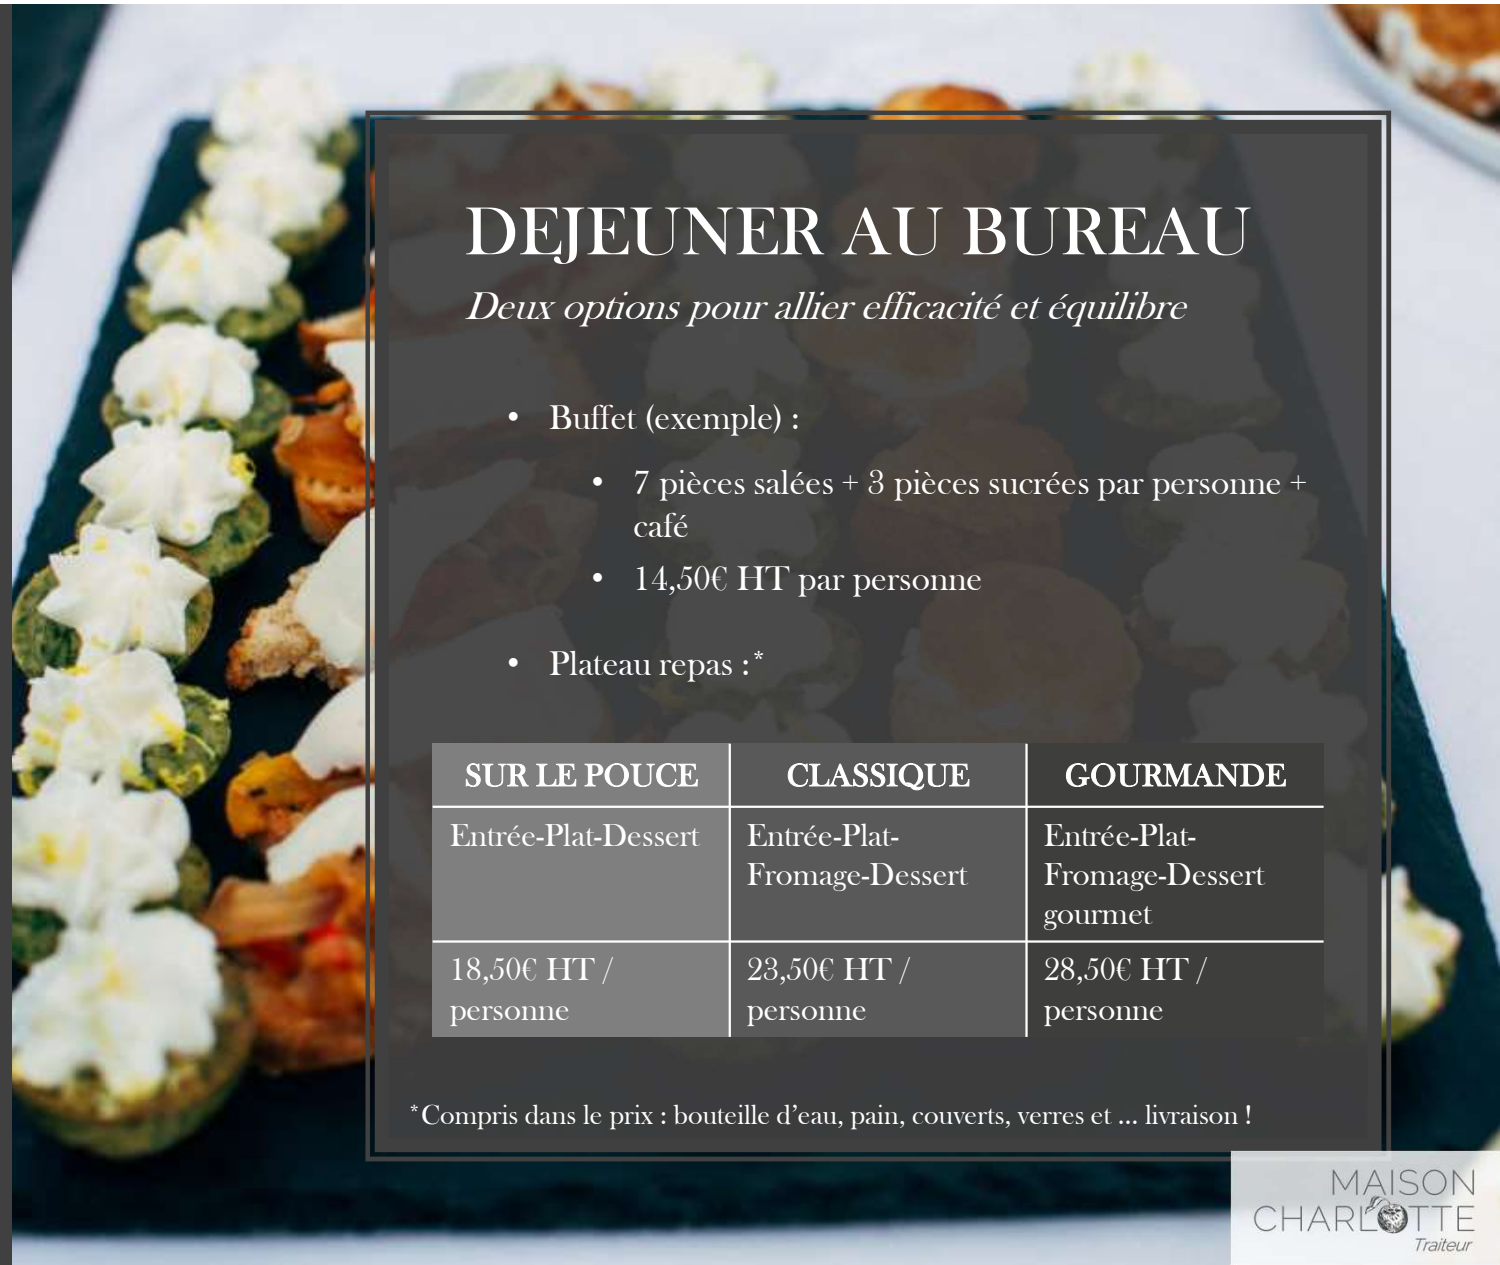 DEJEUNER AU BUREAU
Deux options pour allier efficacité et équilibre
• Buffet (exemple) :
• 7 pièces salées + 3 pièces sucrées par personne +
café
• 14,50€ HT par personne
• Plateau repas :*
SUR LE POUCE CLASSIQUE GOURMANDE
Entrée-Plat-Dessert
Entrée-Plat-
Fromage-Dessert
Entrée-Plat-
Fromage-Dessert
gourmet
18,50€ HT /
personne
23,50€ HT /
personne
28,50€ HT /
personne
*Compris dans le prix : bouteille d’eau, pain, couverts, verres et ... livraison !
MAISON
CHARLOTTE
Traiteur